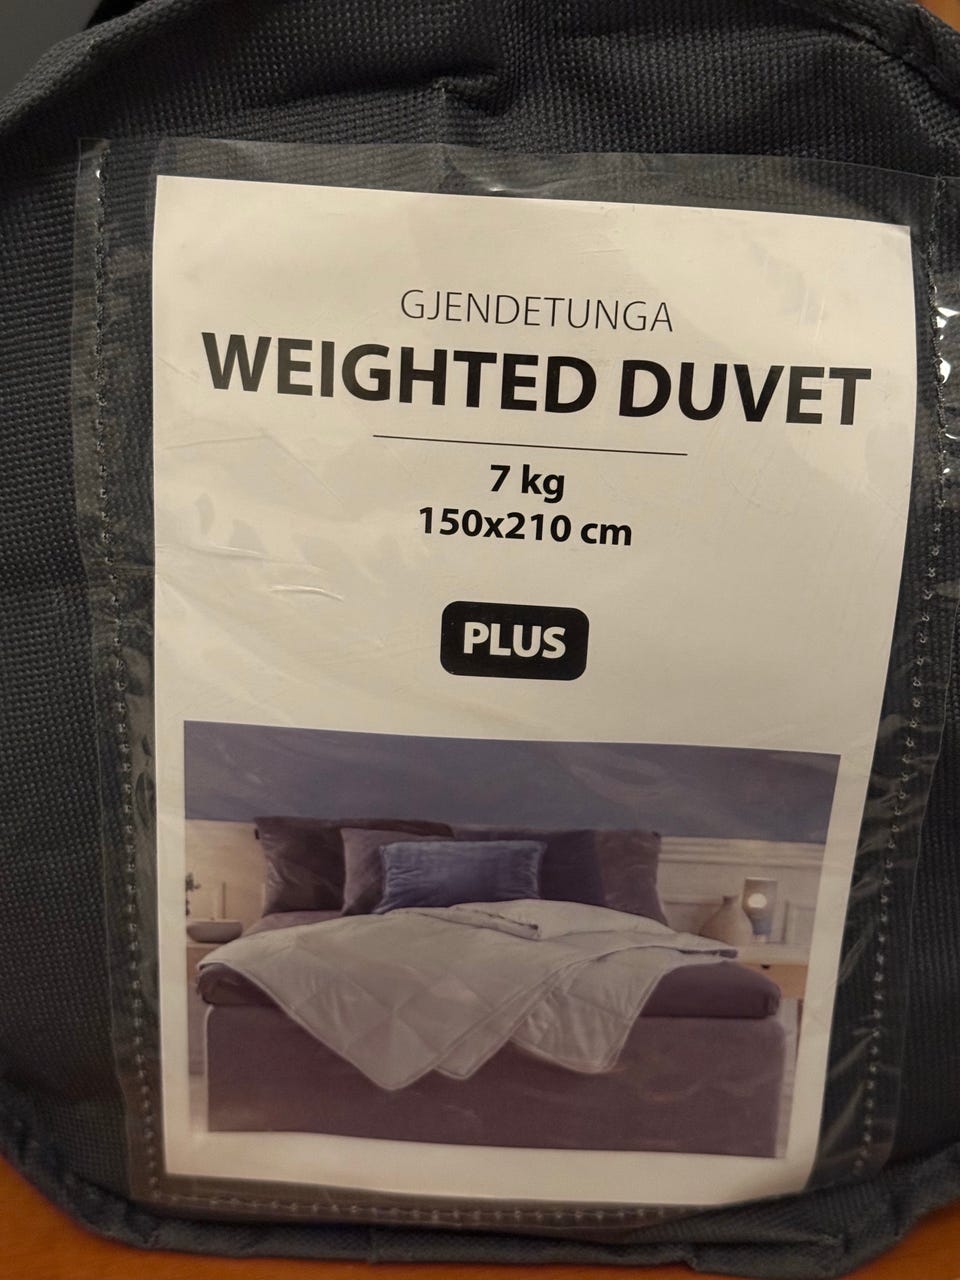 GJENDETUNGA
WEIGHTED DUVET
7 kg
150x210 cm
PLUS